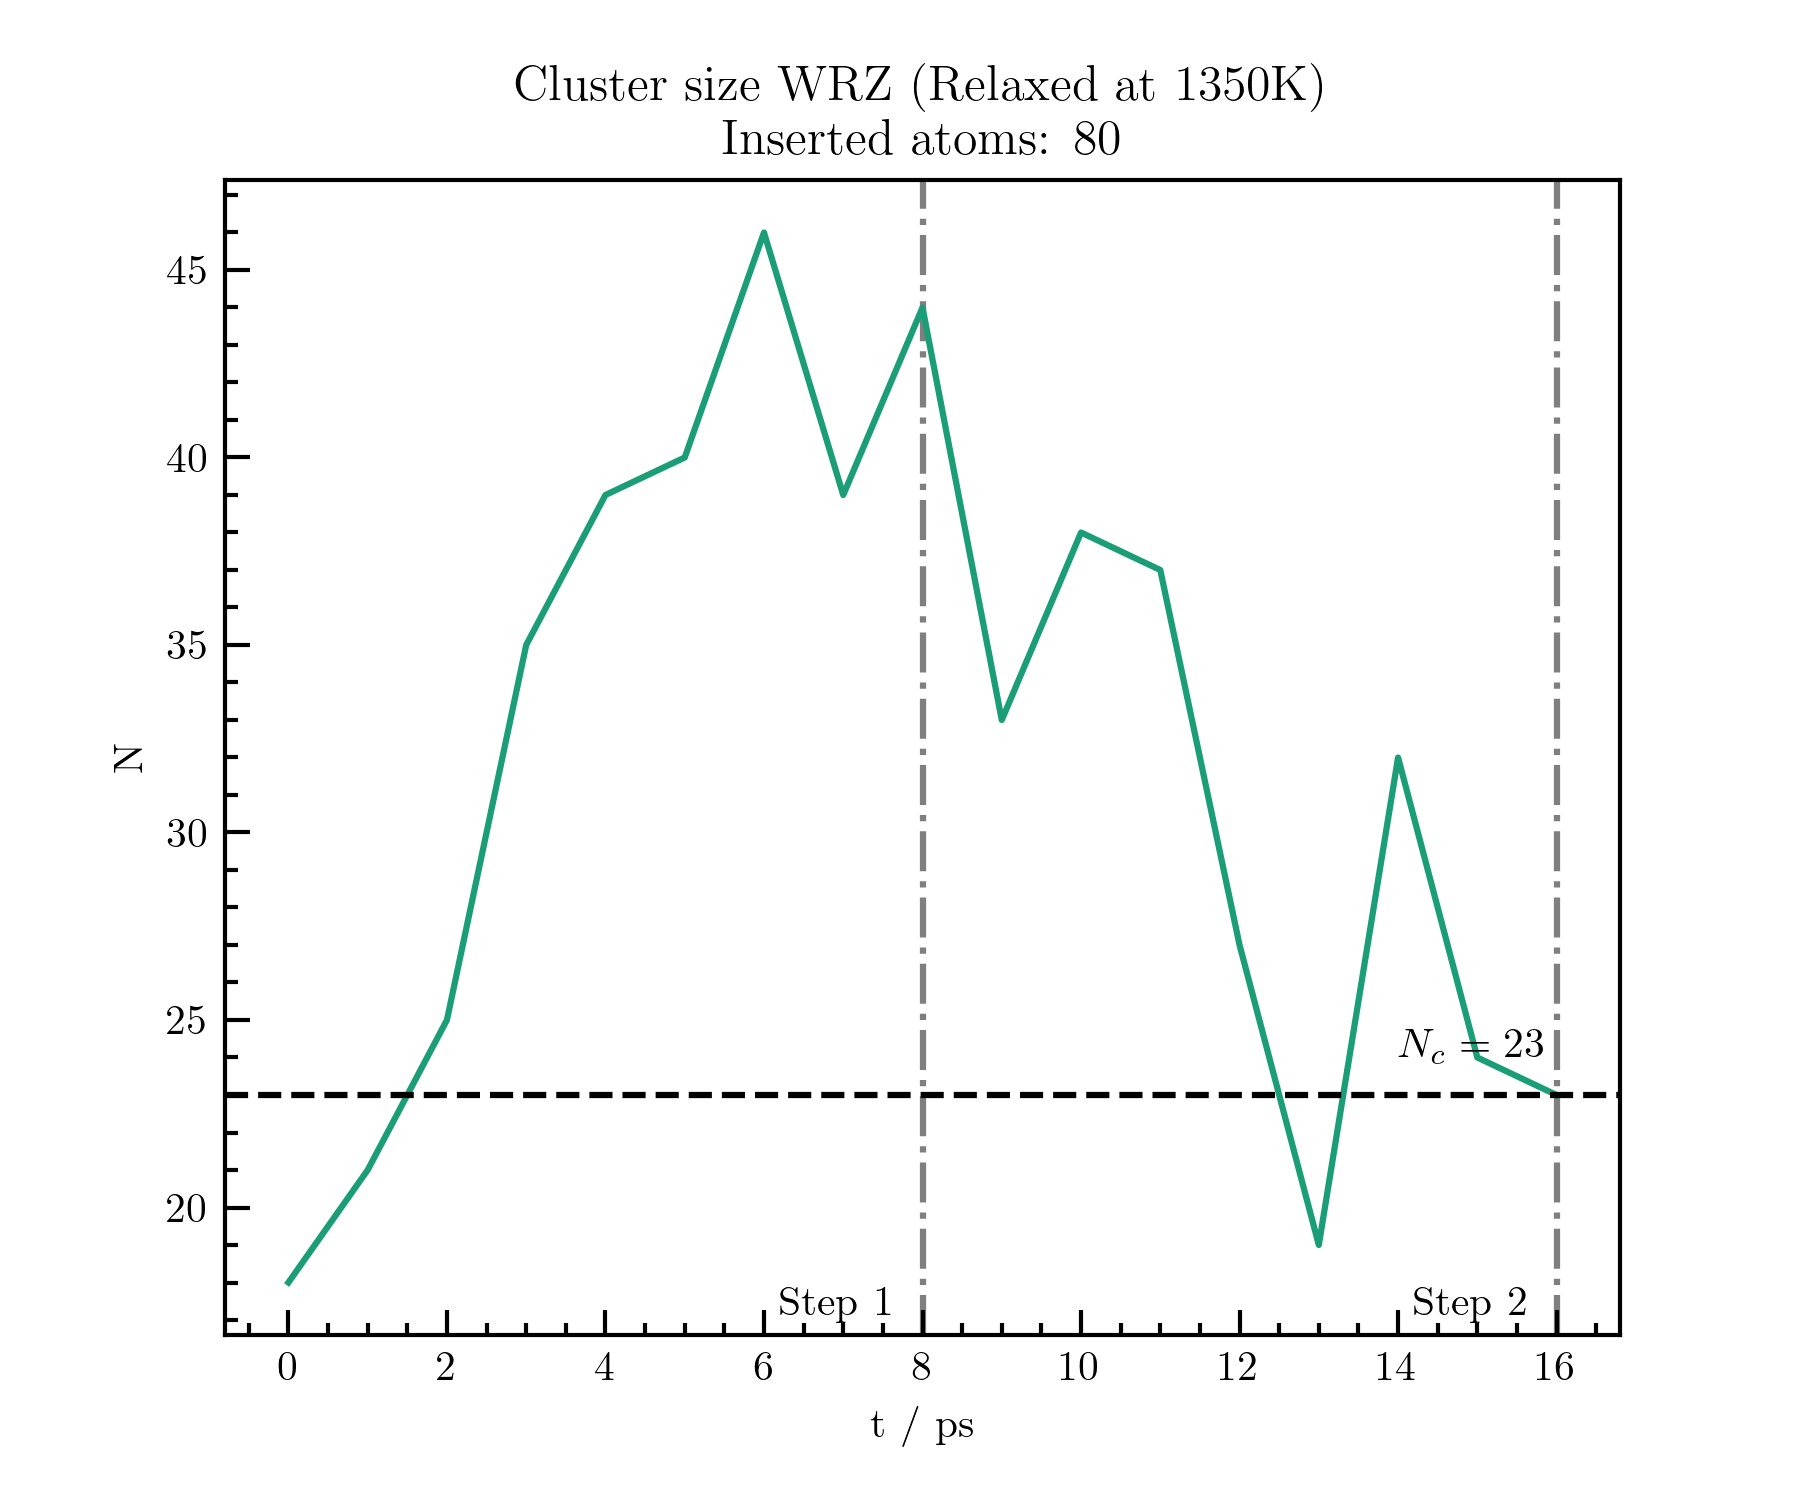 Cluster size WRZ (Relaxed at 1350K)
Inserted atoms: 80
45
40
35
30
25
20
N
N_c = 23
Step 1
Step 2
0 2 4 6 8 10 12 14 16
t / ps